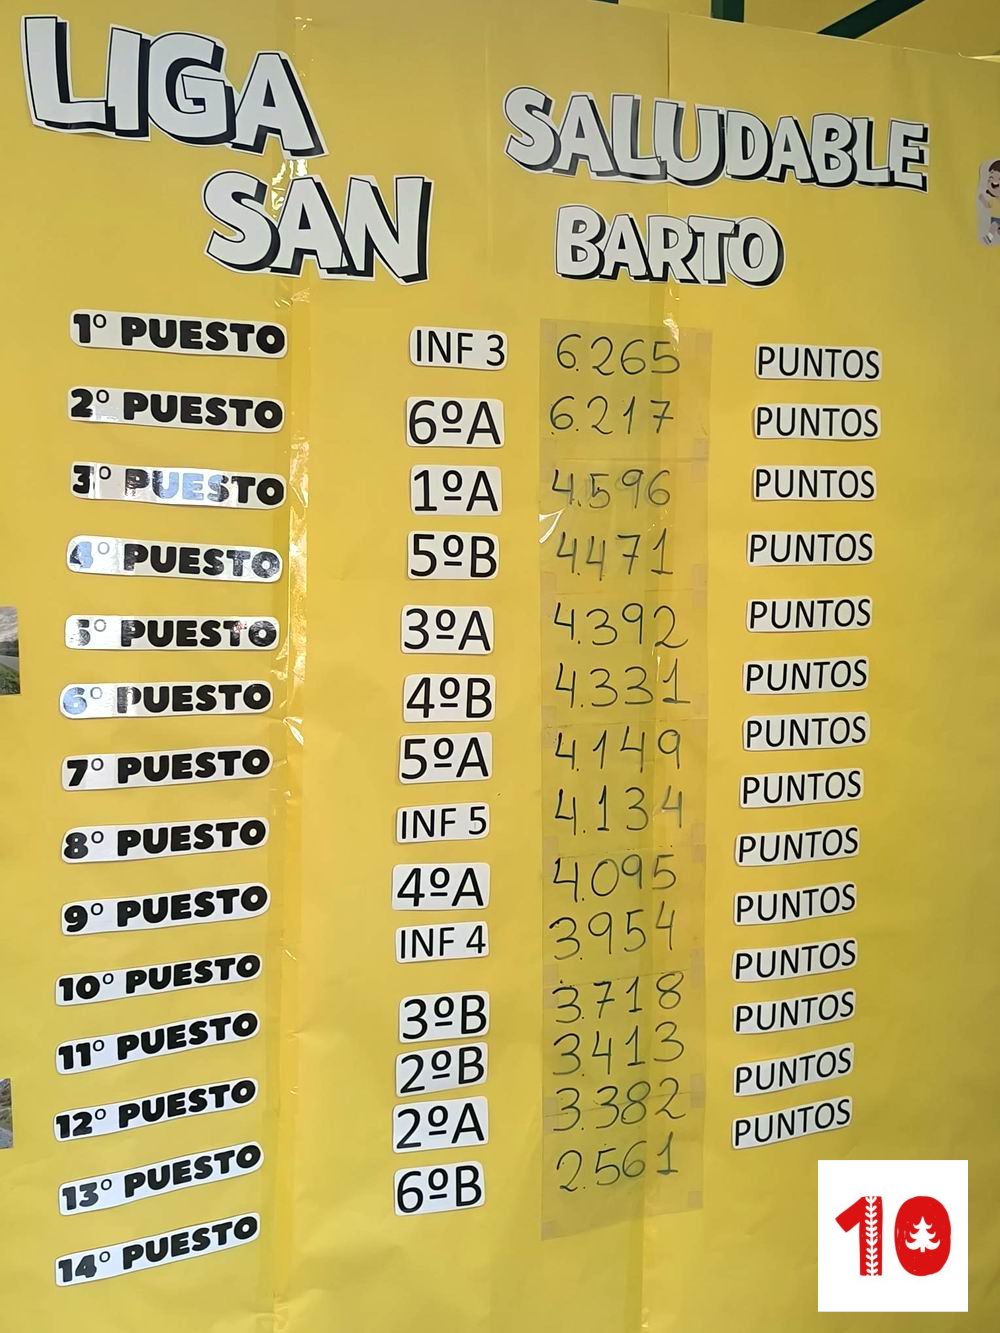 LIGA SALUDABLE
SAN BARTO
1º PUESTO INF 3 6.265 PUNTOS
2º PUESTO 6ºA 6.217 PUNTOS
3º PUESTO 1ºA 4.596 PUNTOS
4º PUESTO 5ºB 4.471 PUNTOS
5º PUESTO 3ºA 4.392 PUNTOS
6º PUESTO 4ºB 4.331 PUNTOS
7º PUESTO 5ºA 4.149 PUNTOS
8º PUESTO INF 5 4.134 PUNTOS
9º PUESTO 4ºA 4.095 PUNTOS
10º PUESTO INF 4 3.954 PUNTOS
11º PUESTO 3ºB 3.718 PUNTOS
12º PUESTO 2ºB 3.413 PUNTOS
13º PUESTO 2ºA 3.382 PUNTOS
14º PUESTO 6ºB 2.561 PUNTOS
10